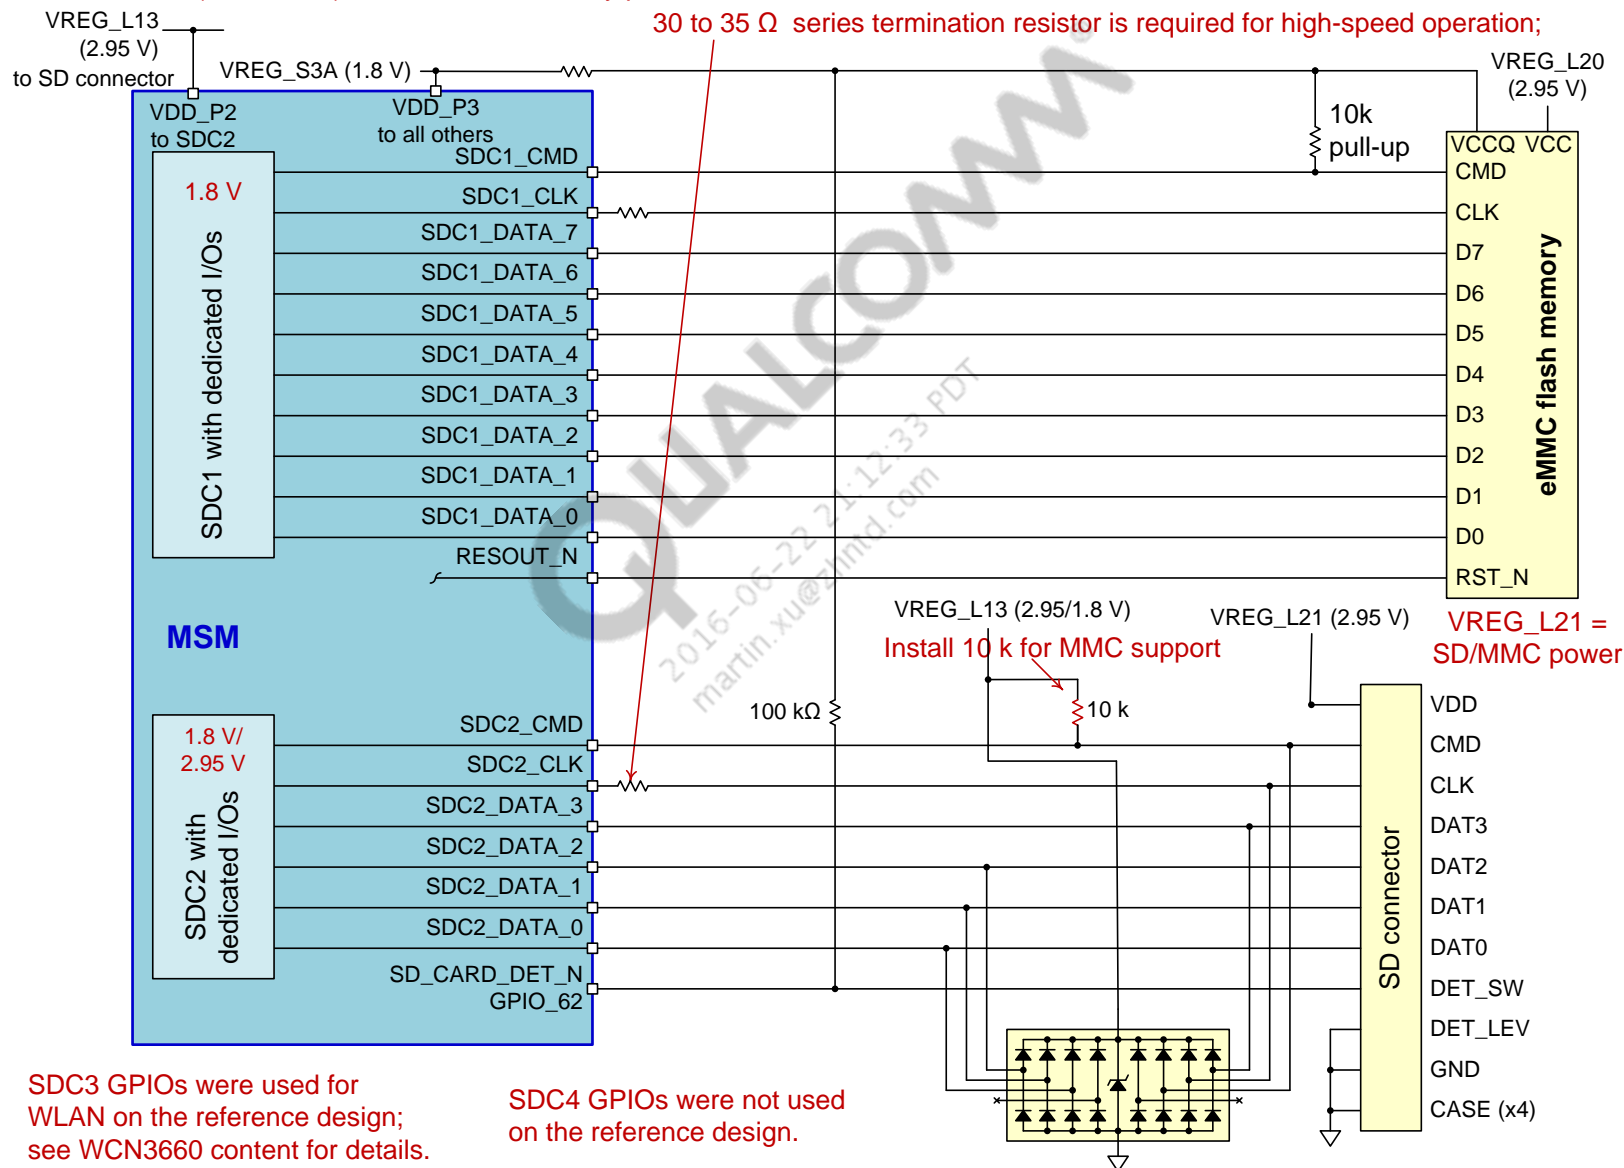 30 to 35 Ω series termination resistor is required for high-speed operation;
VREG_L13
(2.95 V)
to SD connector
VREG_S3A (1.8 V)
VREG_L20
(2.95 V)
VDD_P2
to SDC2
VDD_P3
to all others
10k
pull-up
VCCQ VCC
1.8 V
SDC1 with dedicated I/Os
SDC1_CMD
SDC1_CLK
SDC1_DATA_7
SDC1_DATA_6
SDC1_DATA_5
SDC1_DATA_4
SDC1_DATA_3
SDC1_DATA_2
SDC1_DATA_1
SDC1_DATA_0
RESOUT_N
CMD
CLK
D7
D6
D5
D4
D3
D2
D1
D0
RST_N
eMMC flash memory
QUALCOMM®
2016-06-22 21:12:33 PDT
martin.xu@zhntd.com
MSM
VREG_L13 (2.95/1.8 V)
Install 10 k for MMC support
VREG_L21 (2.95 V)
VREG_L21 =
SD/MMC power
100 kΩ
10 k
1.8 V/
2.95 V
SDC2 with
dedicated I/Os
SDC2_CMD
SDC2_CLK
SDC2_DATA_3
SDC2_DATA_2
SDC2_DATA_1
SDC2_DATA_0
SD_CARD_DET_N
GPIO_62
SD connector
VDD
CMD
CLK
DAT3
DAT2
DAT1
DAT0
DET_SW
DET_LEV
GND
CASE (x4)
SDC3 GPIOs were used for
WLAN on the reference design;
see WCN3660 content for details.
SDC4 GPIOs were not used
on the reference design.